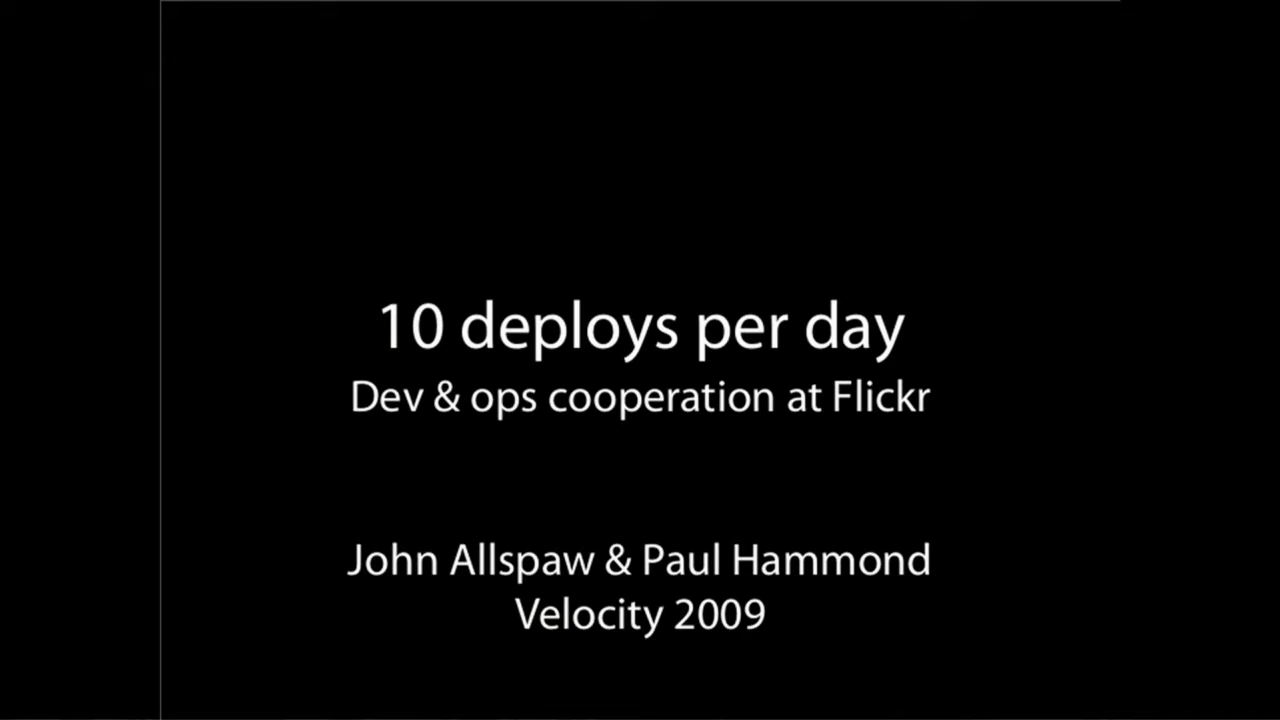 10 deploys per day
Dev & ops cooperation at Flickr
John Allspaw & Paul Hammond
Velocity 2009